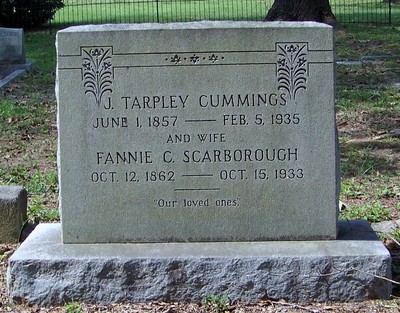 J. TARPLEY CUMMINGS
JUNE 1, 1857 — FEB. 5, 1935
AND WIFE
FANNIE C. SCARBOROUGH
OCT. 12, 1862 — OCT. 15, 1933
"Our loved ones."